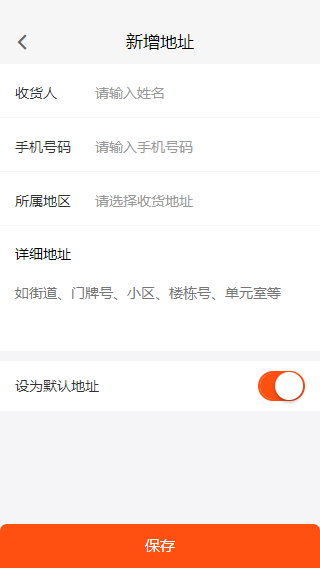 新增地址
收货人 请输入姓名
手机号码 请输入手机号码
所属地区 请选择收货地址
详细地址
如街道、门牌号、小区、楼栋号、单元室等
设为默认地址
保存